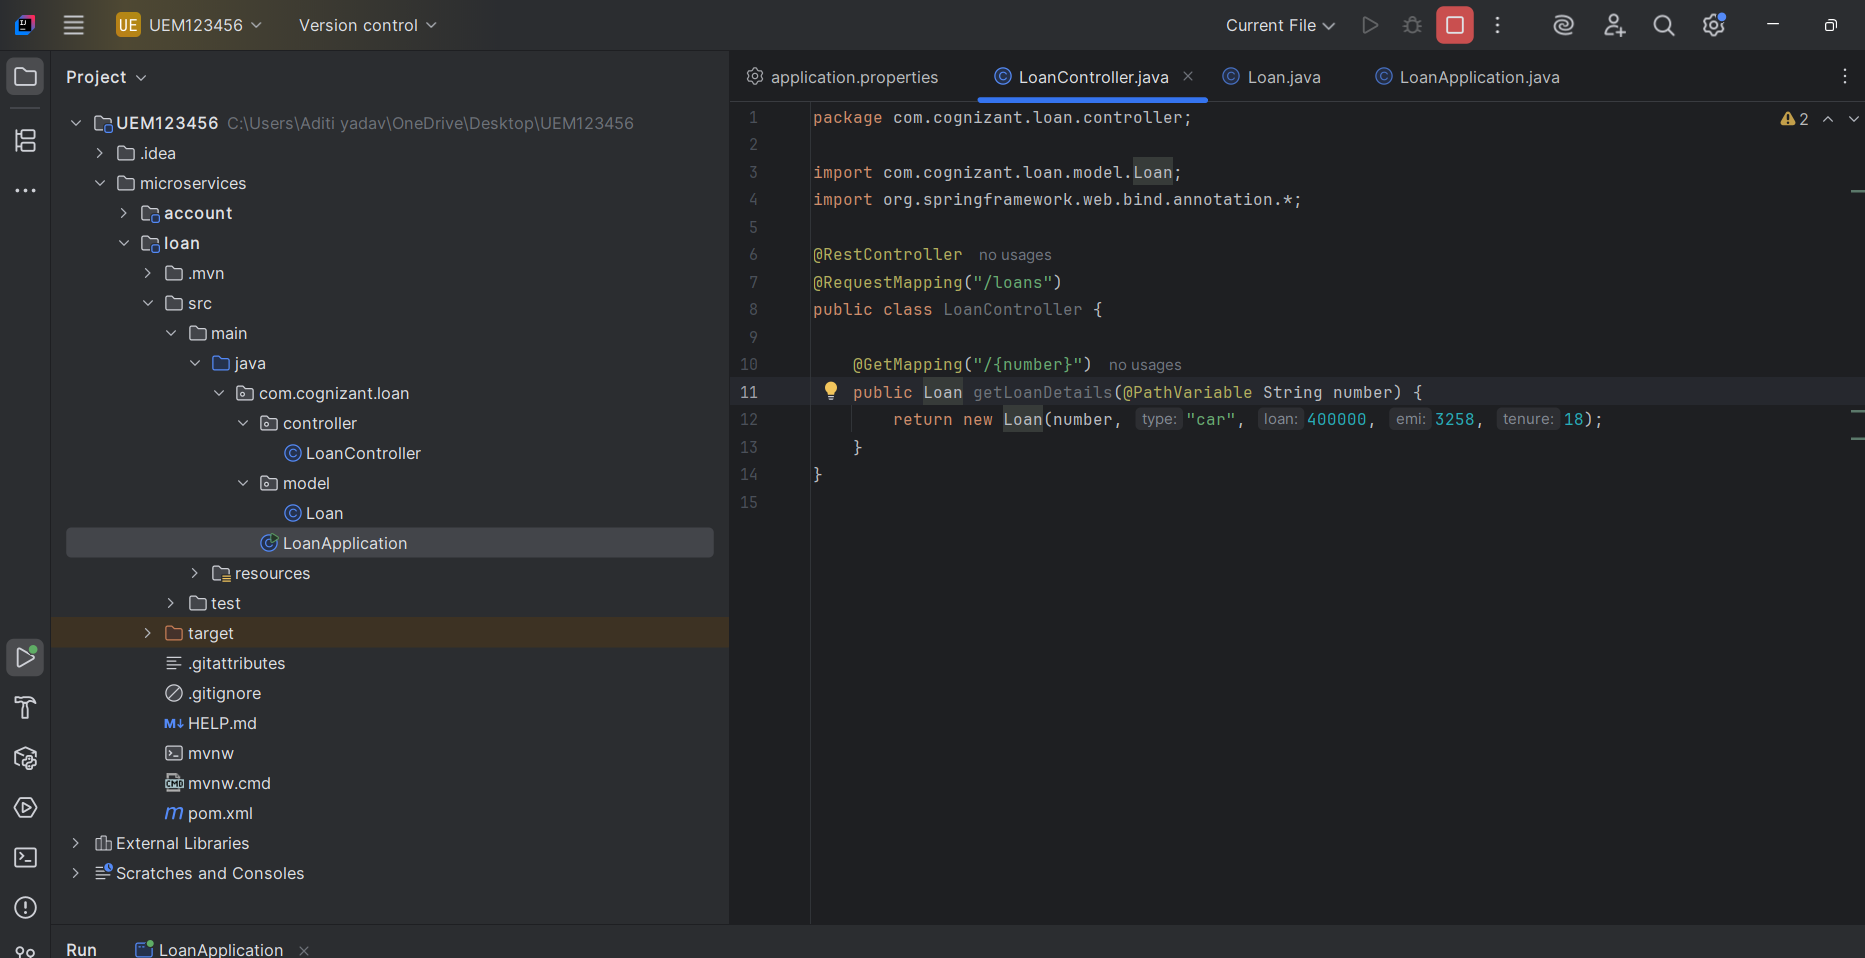 UE UEM123456 Version control Current File
Project
UEM123456 C:\Users\Aditi yadav\OneDrive\Desktop\UEM123456
.idea
microservices
account
loan
.mvn
src
main
java
com.cognizant.loan
controller
LoanController
model
Loan
LoanApplication
resources
test
target
.gitattributes
.gitignore
M↓ HELP.md
mvnw
CMD mvnw.cmd
m pom.xml
External Libraries
Scratches and Consoles
application.properties LoanController.java Loan.java LoanApplication.java
1 package com.cognizant.loan.controller;
2
3 import com.cognizant.loan.model.Loan;
4 import org.springframework.web.bind.annotation.*;
5
6 @RestController no usages
7 @RequestMapping("/loans")
8 public class LoanController {
9
10 @GetMapping("/{number}") no usages
11 public Loan getLoanDetails(@PathVariable String number) {
12 return new Loan(number, type: "car", loan: 400000, emi: 3258, tenure: 18);
13 }
14 }
15
2
Run LoanApplication